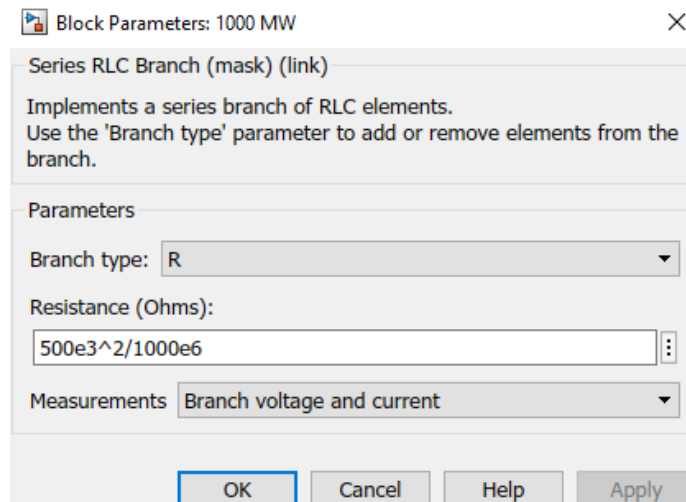 Block Parameters: 1000 MW
Series RLC Branch (mask) (link)
Implements a series branch of RLC elements.
Use the 'Branch type' parameter to add or remove elements from the
branch.
Parameters
Branch type: R
Resistance (Ohms):
500e3^2/1000e6
Measurements Branch voltage and current
OK Cancel Help Apply